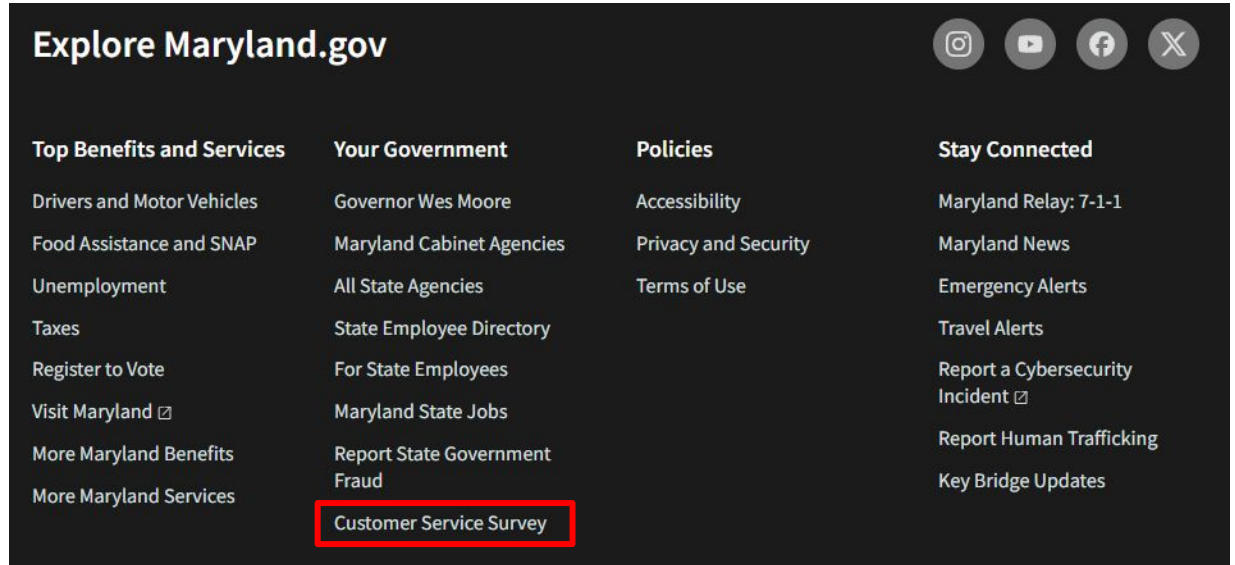 Explore Maryland.gov
Top Benefits and Services
Drivers and Motor Vehicles
Food Assistance and SNAP
Unemployment
Taxes
Register to Vote
Visit Maryland
More Maryland Benefits
More Maryland Services
Your Government
Governor Wes Moore
Maryland Cabinet Agencies
All State Agencies
State Employee Directory
For State Employees
Maryland State Jobs
Report State Government
Fraud
Customer Service Survey
Policies
Accessibility
Privacy and Security
Terms of Use
Stay Connected
Maryland Relay: 7-1-1
Maryland News
Emergency Alerts
Travel Alerts
Report a Cybersecurity
Incident
Report Human Trafficking
Key Bridge Updates